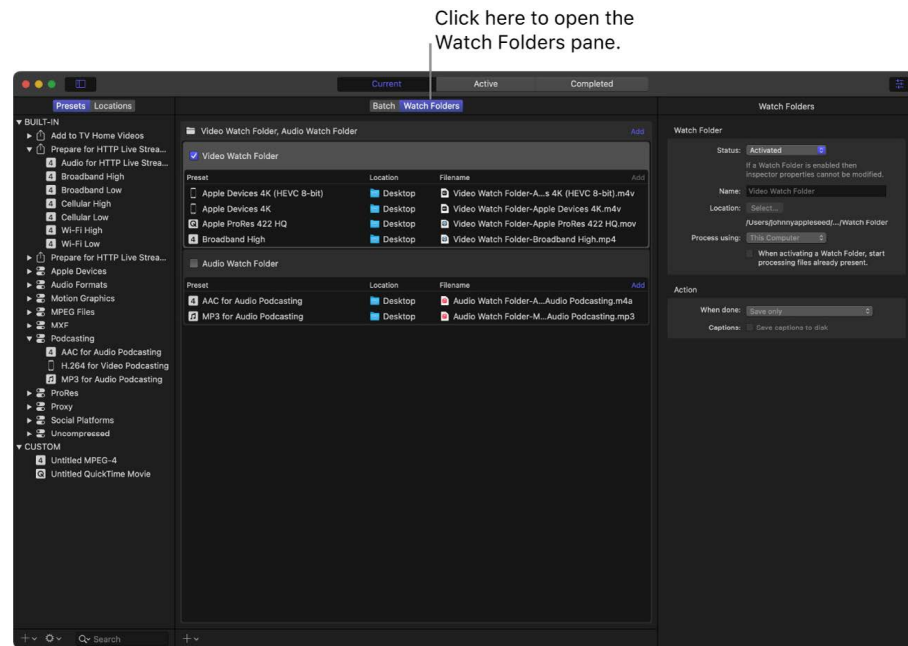 Click here to open the
Watch Folders pane.
Current Active Completed
Presets Locations
Batch Watch Folders
Watch Folders
BUILT-IN
Add to TV Home Videos
Prepare for HTTP Live Strea...
Audio for HTTP Live Strea...
Broadband High
Broadband Low
Cellular High
Cellular Low
Wi-Fi High
Wi-Fi Low
Prepare for HTTP Live Strea...
Apple Devices
Audio Formats
Motion Graphics
MPEG Files
MXF
Podcasting
AAC for Audio Podcasting
H.264 for Video Podcasting
MP3 for Audio Podcasting
ProRes
Proxy
Social Platforms
Uncompressed
CUSTOM
Untitled MPEG-4
Untitled QuickTime Movie
Search
Video Watch Folder, Audio Watch Folder Add
Video Watch Folder
Preset Location Filename Add
Apple Devices 4K (HEVC 8-bit) Desktop Video Watch Folder-A...s 4K (HEVC 8-bit).m4v
Apple Devices 4K Desktop Video Watch Folder-Apple Devices 4K.m4v
Apple ProRes 422 HQ Desktop Video Watch Folder-Apple ProRes 422 HQ.mov
Broadband High Desktop Video Watch Folder-Broadband High.mp4
Audio Watch Folder
Preset Location Filename Add
AAC for Audio Podcasting Desktop Audio Watch Folder-A...Audio Podcasting.m4a
MP3 for Audio Podcasting Desktop Audio Watch Folder-M...Audio Podcasting.mp3
Watch Folder
Status: Activated
If a Watch Folder is enabled then
inspector properties cannot be modified.
Name: Video Watch Folder
Location: Select...
/Users/johnnyappleseed/.../Watch Folder
Process using: This Computer
When activating a Watch Folder, start
processing files already present.
Action
When done: Save only
Captions: Save captions to disk